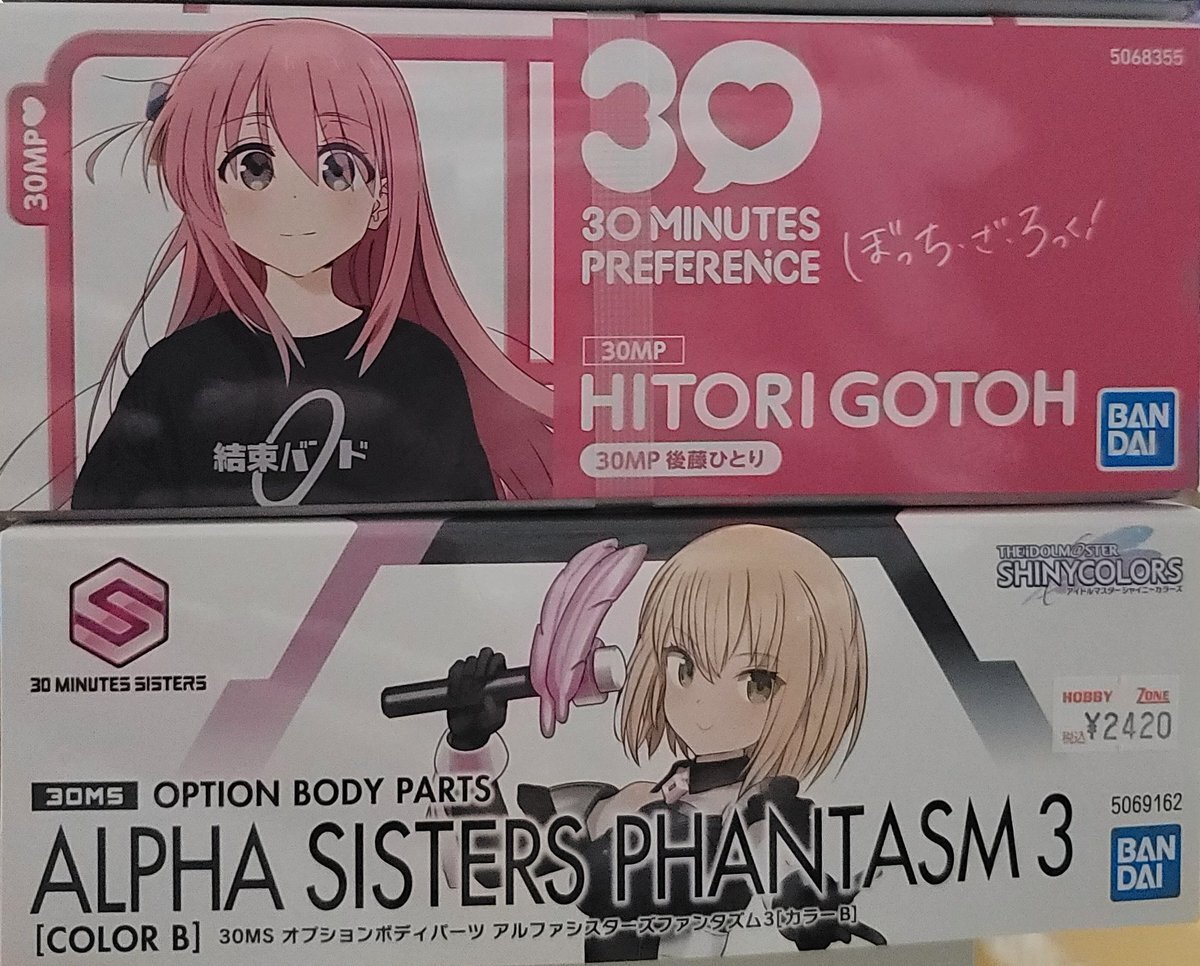 30MP♥
結束バンド
30
30 MINUTES
PREFERENCE
ぼっち・ざ・ろっく!
5068355
30MP
HITORI GOTOH
30MP 後藤ひとり
BAN
DAI
S
30 MINUTES SISTERS
THE iDOLM@STER
SHINYCOLORS
アイドルマスター シャイニーカラーズ
HOBBY ZONE
税込 ¥2420
30MS OPTION BODY PARTS
ALPHA SISTERS PHANTASM 3
[COLOR B] 30MS オプションボディパーツ アルファシスターズファンタズム3[カラーB]
5069162
BAN
DAI